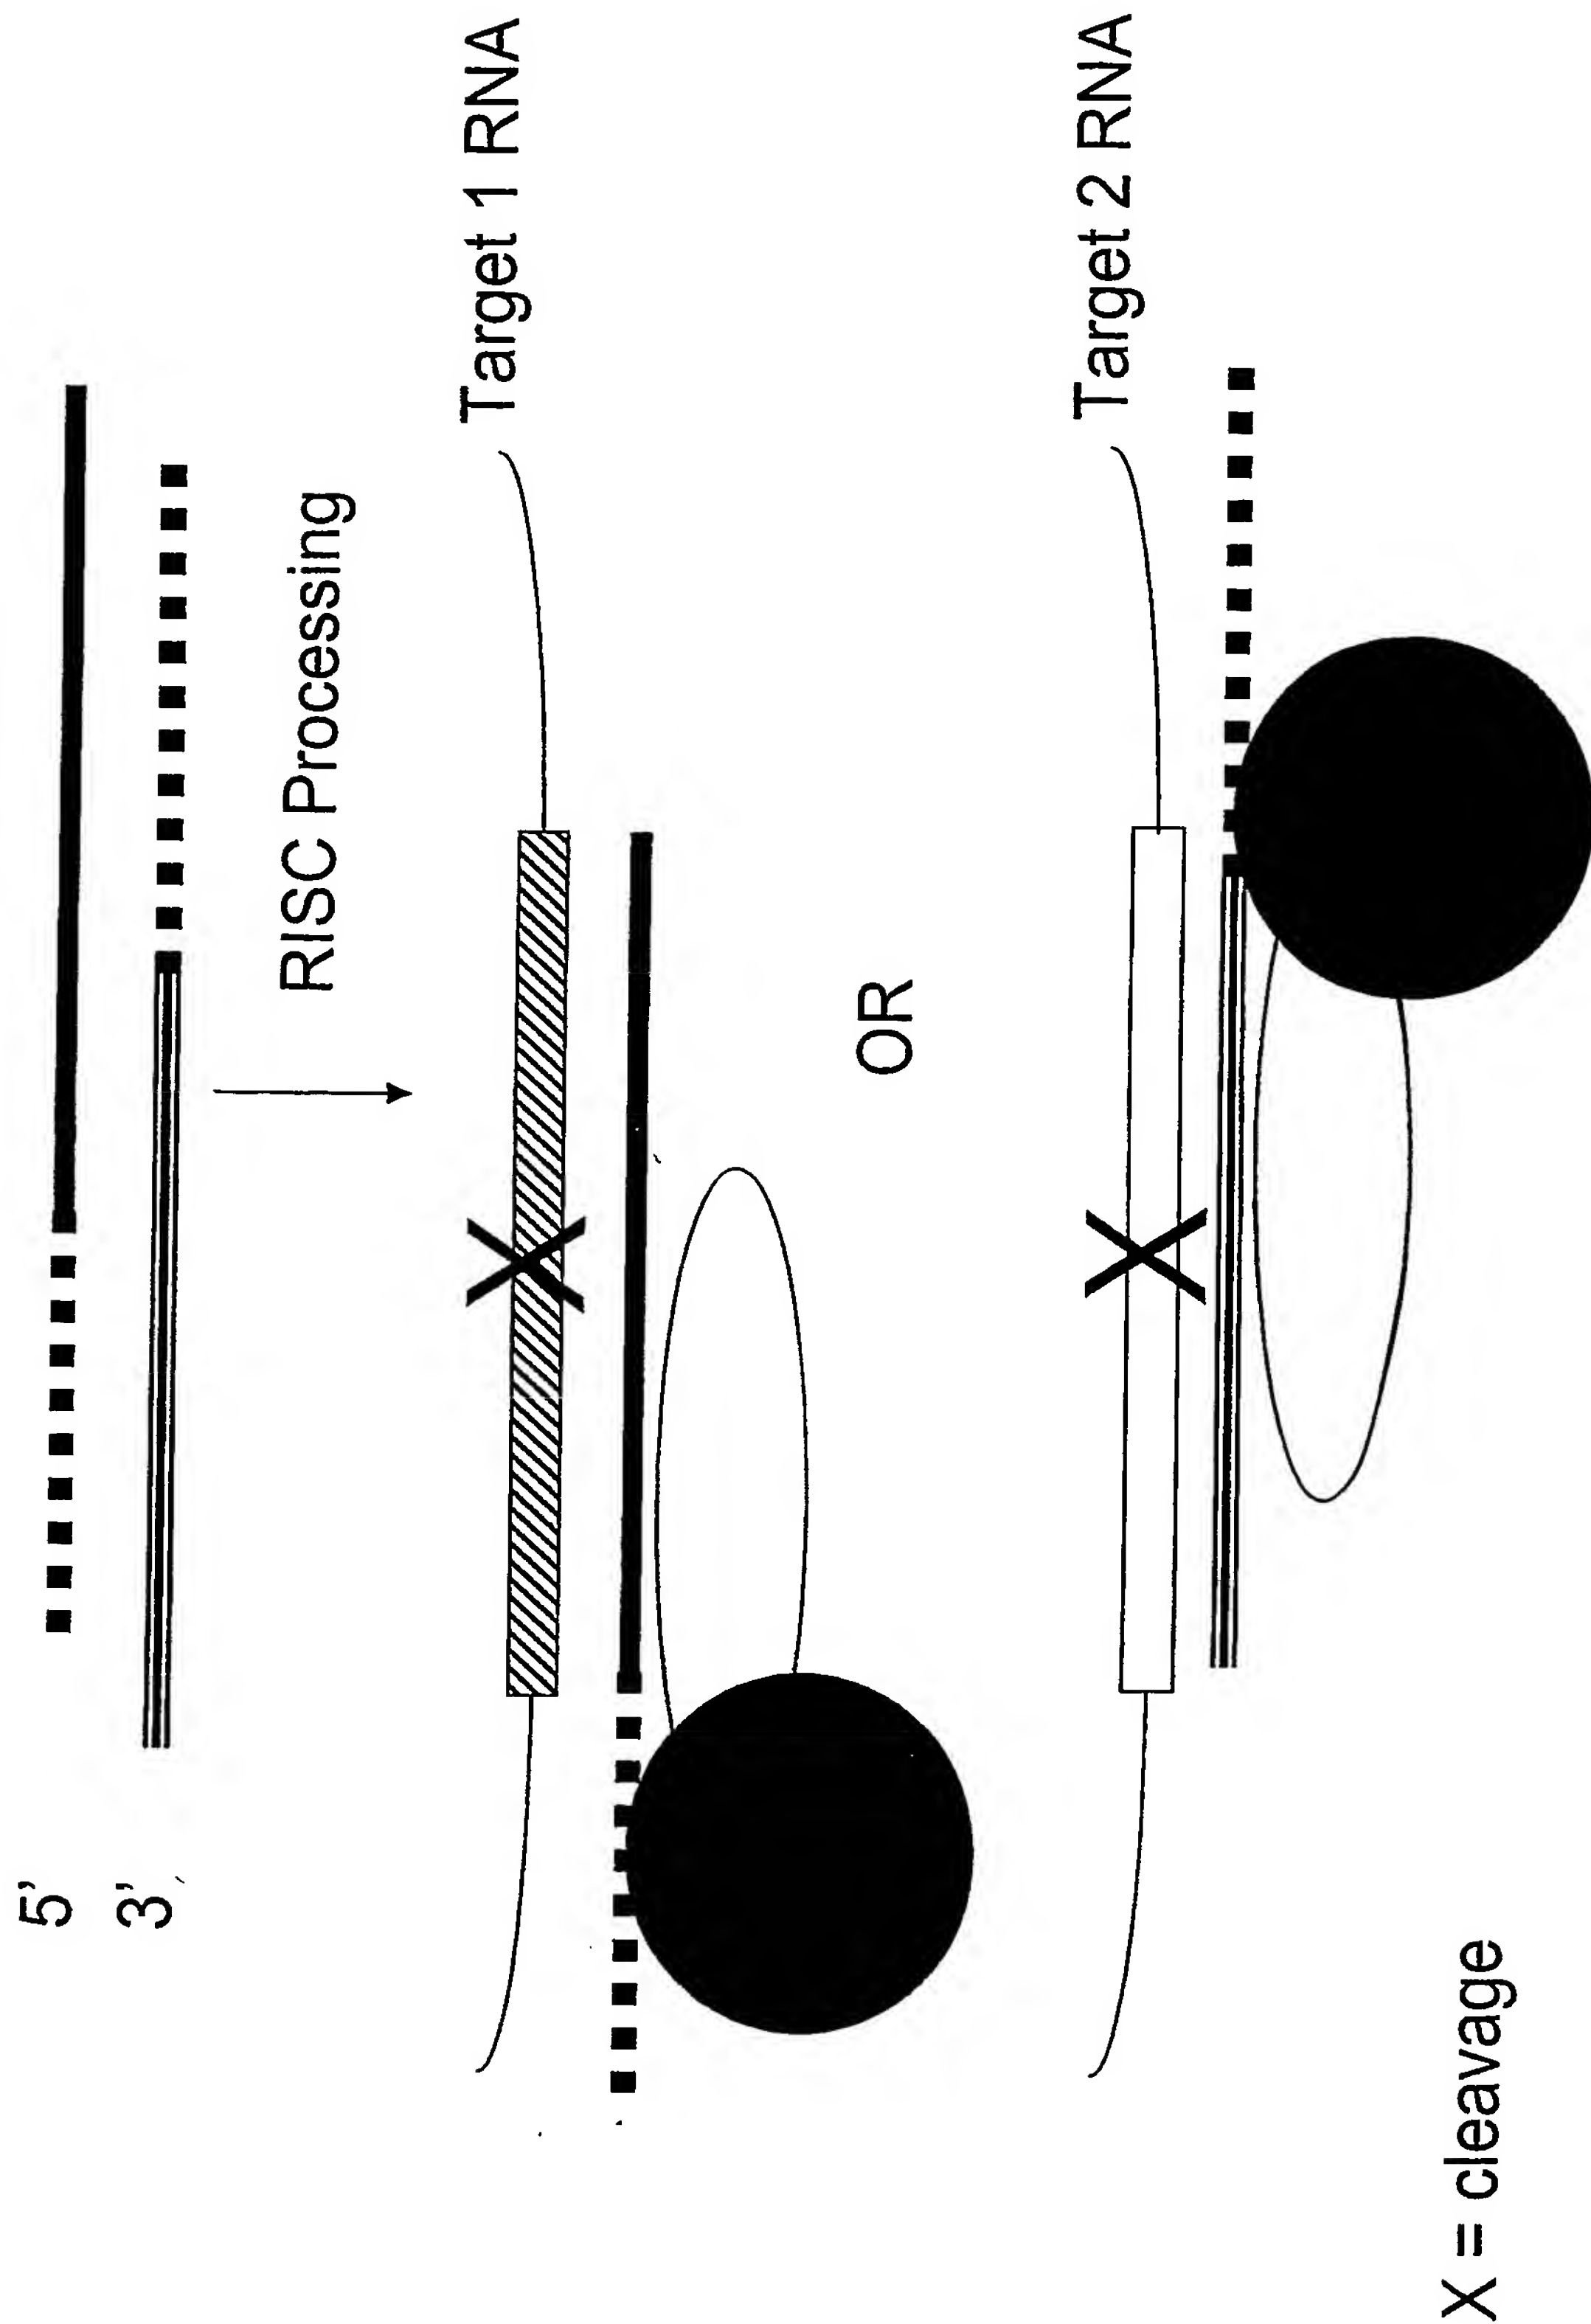 5'
3'
RISC Processing
Target 1 RNA
OR
Target 2 RNA
X = cleavage